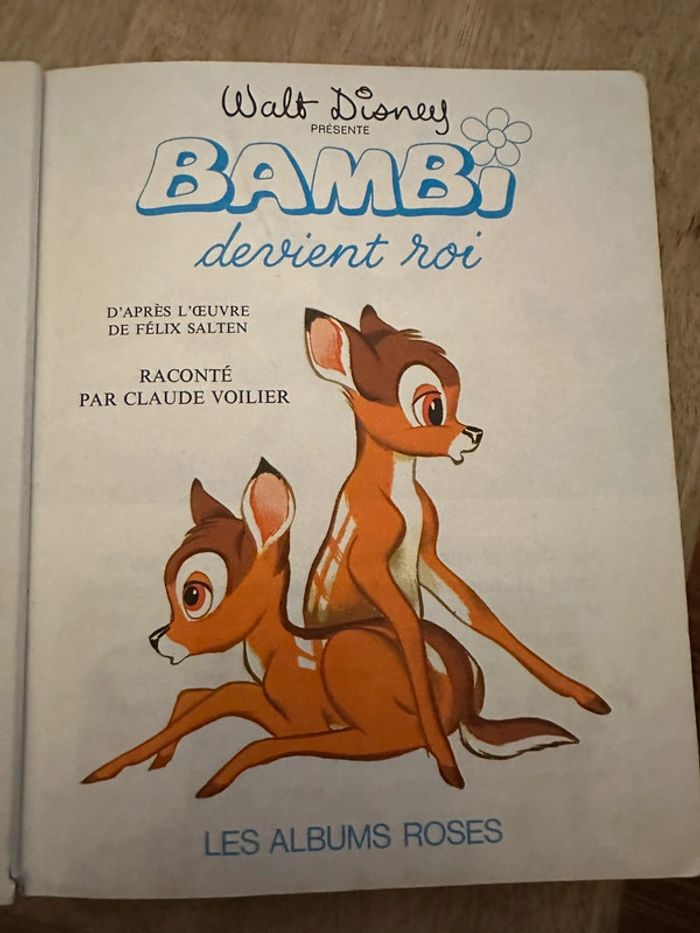 Walt Disney
PRÉSENTE
BAMBi
devient roi
D'APRÈS L'ŒUVRE
DE FÉLIX SALTEN
RACONTÉ
PAR CLAUDE VOILIER
LES ALBUMS ROSES